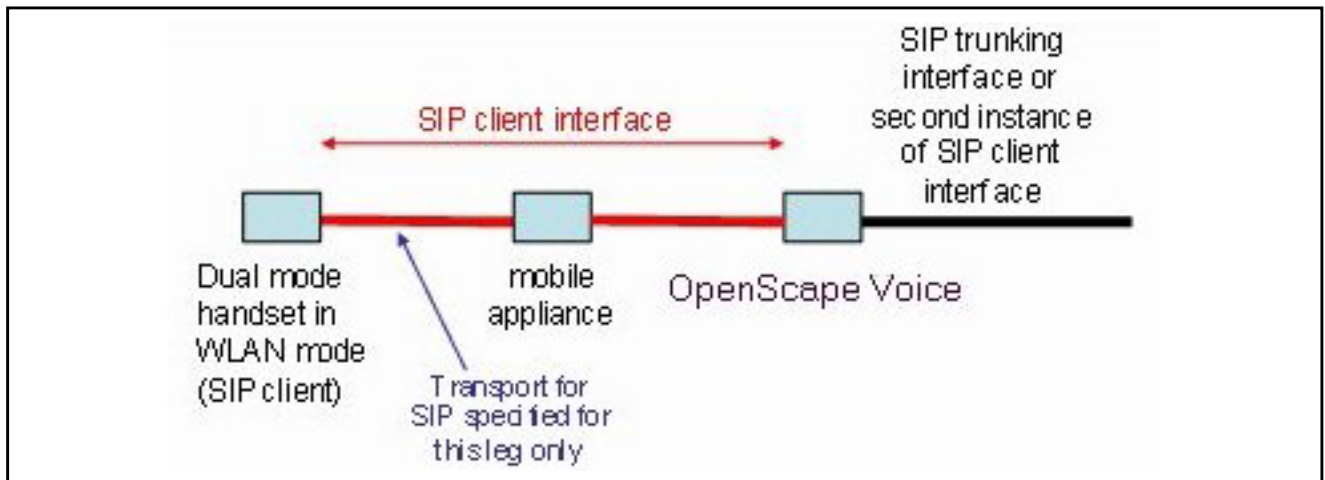 SIP trunking
interface or
second instance
of SIP client
interface
SIP client interface
Dual mode
handset in
WLAN mode
(SIP client)
mobile
appliance
OpenScape Voice
Transport for
SIP specified for
this leg only